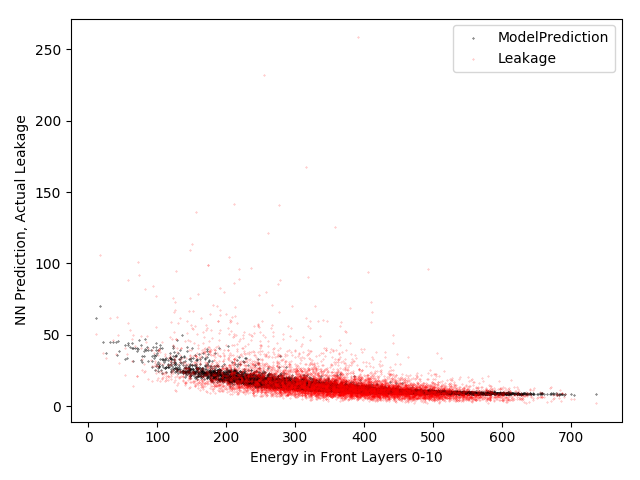 ModelPrediction
Leakage
NN Prediction, Actual Leakage
250
200
150
100
50
0
0 100 200 300 400 500 600 700
Energy in Front Layers 0-10